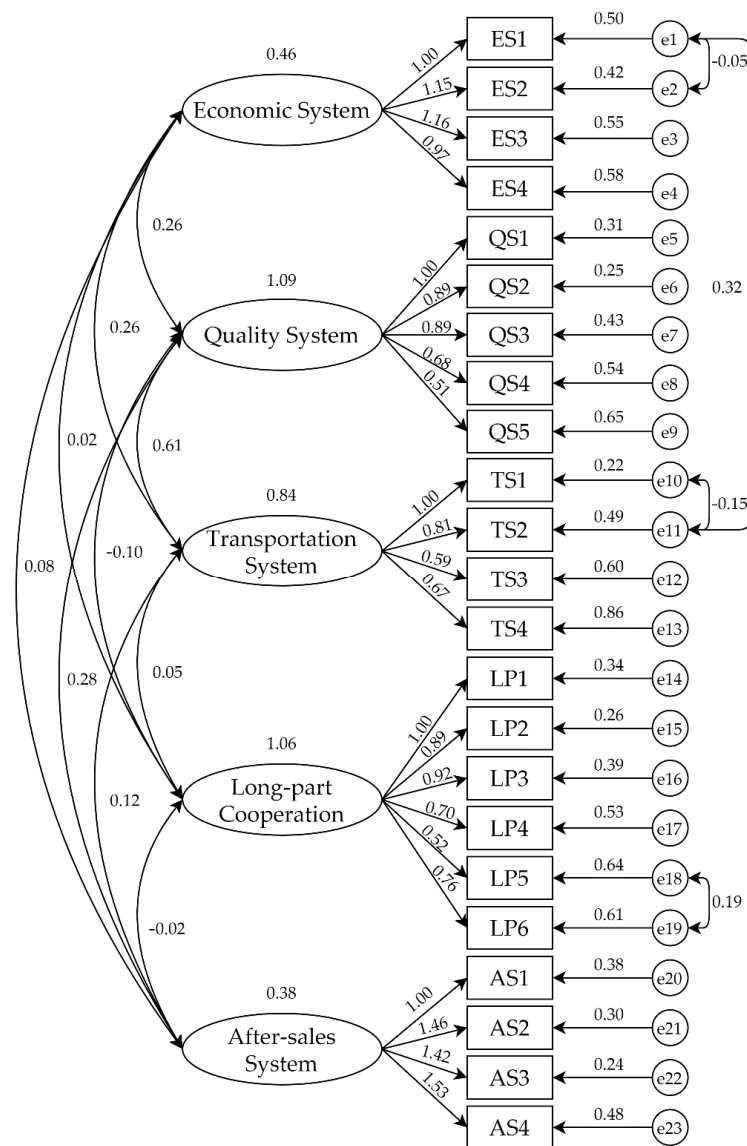 0.46
Economic System
1.00
1.15
1.16
0.97
ES1
0.50
e1
-0.05
ES2
0.42
e2
ES3
0.55
e3
ES4
0.58
e4
0.26
1.09
Quality System
1.00
0.89
0.89
0.68
0.51
QS1
0.31
e5
QS2
0.25
e6
0.32
QS3
0.43
e7
QS4
0.54
e8
QS5
0.65
e9
0.26
0.02
0.61
0.84
Transportation
System
1.00
0.81
0.59
0.67
TS1
0.22
e10
-0.15
TS2
0.49
e11
TS3
0.60
e12
TS4
0.86
e13
-0.10
0.08
0.28
0.05
1.06
Long-part
Cooperation
1.00
0.89
0.92
0.70
0.52
0.76
LP1
0.34
e14
LP2
0.26
e15
LP3
0.39
e16
LP4
0.53
e17
LP5
0.64
e18
0.19
LP6
0.61
e19
0.12
-0.02
0.38
After-sales
System
1.00
1.46
1.42
1.53
AS1
0.38
e20
AS2
0.30
e21
AS3
0.24
e22
AS4
0.48
e23